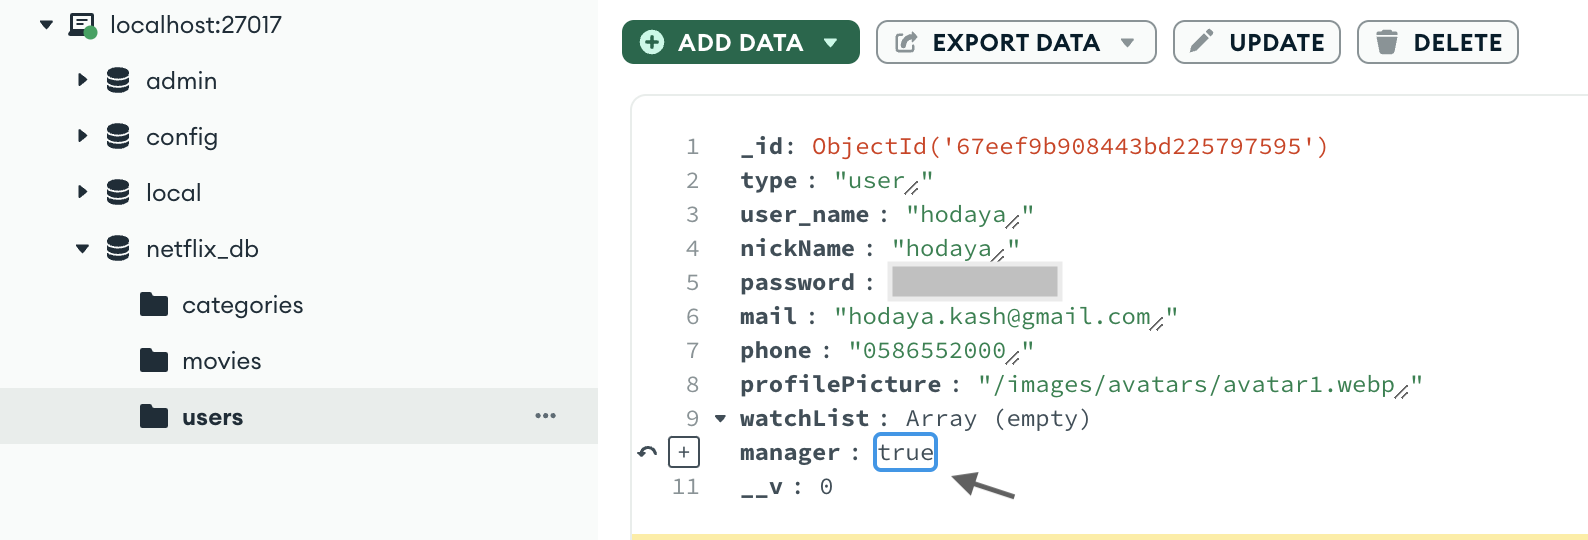 localhost:27017
admin
config
local
netflix_db
categories
movies
users
ADD DATA
EXPORT DATA
UPDATE
DELETE
1 _id: ObjectId('67eef9b908443bd225797595')
2 type : "user"
3 user_name : "hodaya"
4 nickName : "hodaya"
5 password :
6 mail : "hodaya.kash@gmail.com"
7 phone : "0586552000"
8 profilePicture : "/images/avatars/avatar1.webp"
9 watchList : Array (empty)
+ manager : true
11 __v : 0